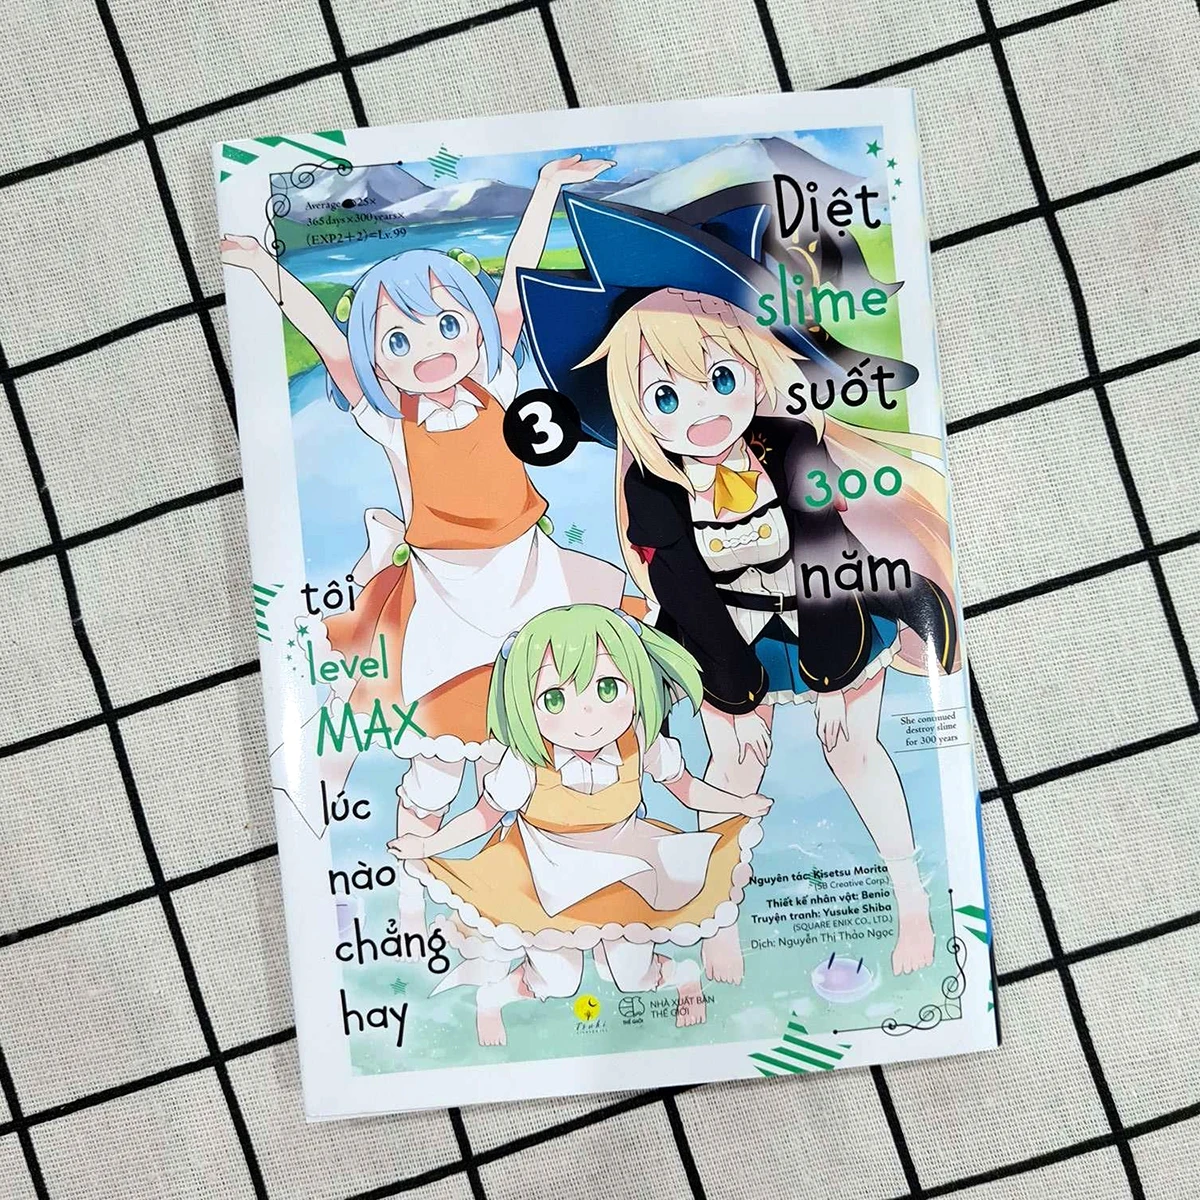 Average 25×
365 days×300 years×
(EXP2+2)=Lv.99
Diệt
slime
suốt
300
năm
3
tôi
level
MAX
lúc
nào
chẳng
hay
She continued
destroy slime
for 300 years
Nguyên tác: Kisetsu Morita
(SB Creative Corp.)
Thiết kế nhân vật: Benio
Truyện tranh: Yusuke Shiba
(SQUARE ENIX CO., LTD.)
Dịch: Nguyễn Thị Thảo Ngọc
Tsuki
THẾ GIỚI
NHÀ XUẤT BẢN
THẾ GIỚI